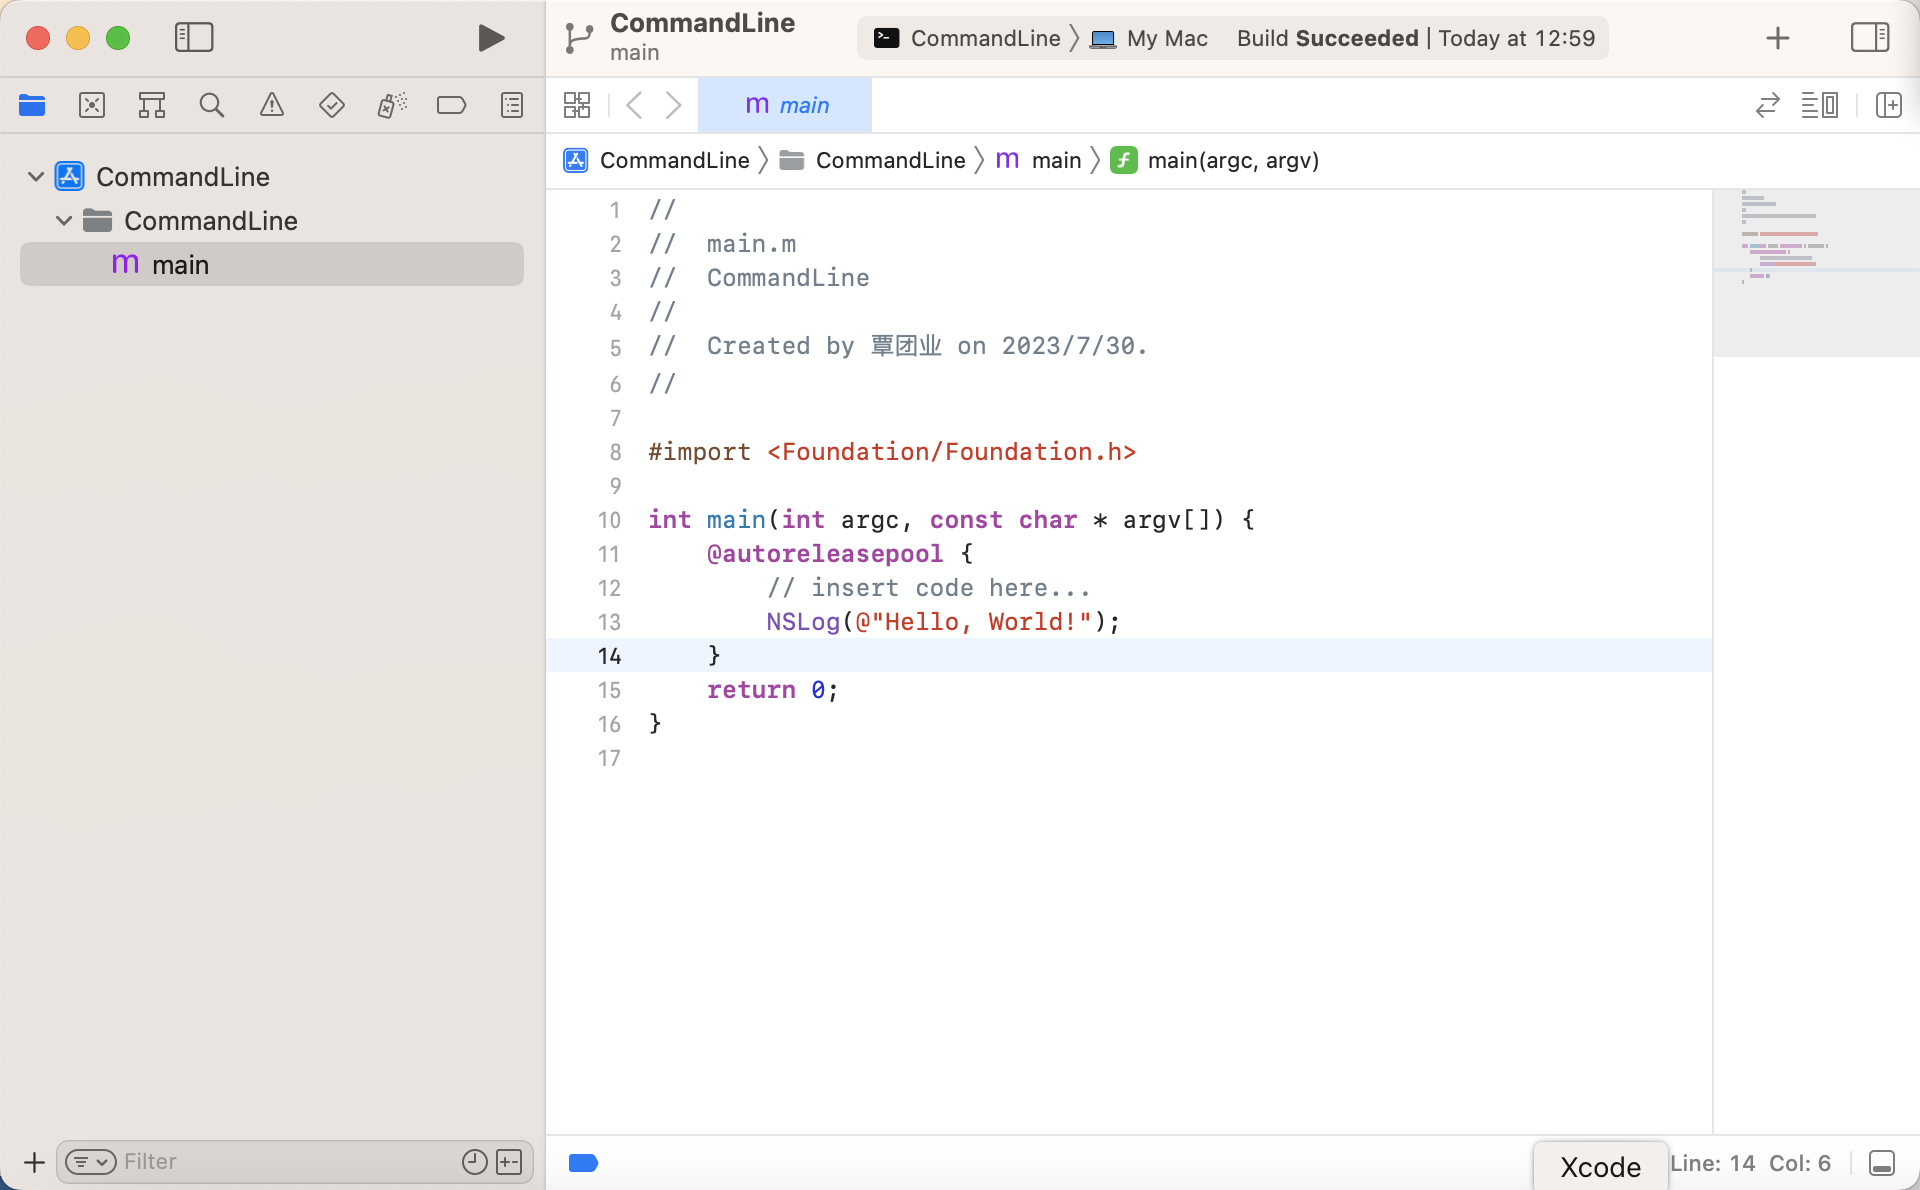 CommandLine
main
CommandLine My Mac Build Succeeded | Today at 12:59
m main
CommandLine CommandLine m main f main(argc, argv)
CommandLine
CommandLine
m main
1 //
2 //  main.m
3 //  CommandLine
4 //
5 //  Created by 覃团业 on 2023/7/30.
6 //
7
8 #import <Foundation/Foundation.h>
9
10 int main(int argc, const char * argv[]) {
11     @autoreleasepool {
12         // insert code here...
13         NSLog(@"Hello, World!");
14     }
15     return 0;
16 }
17
Filter
Xcode
Line: 14 Col: 6